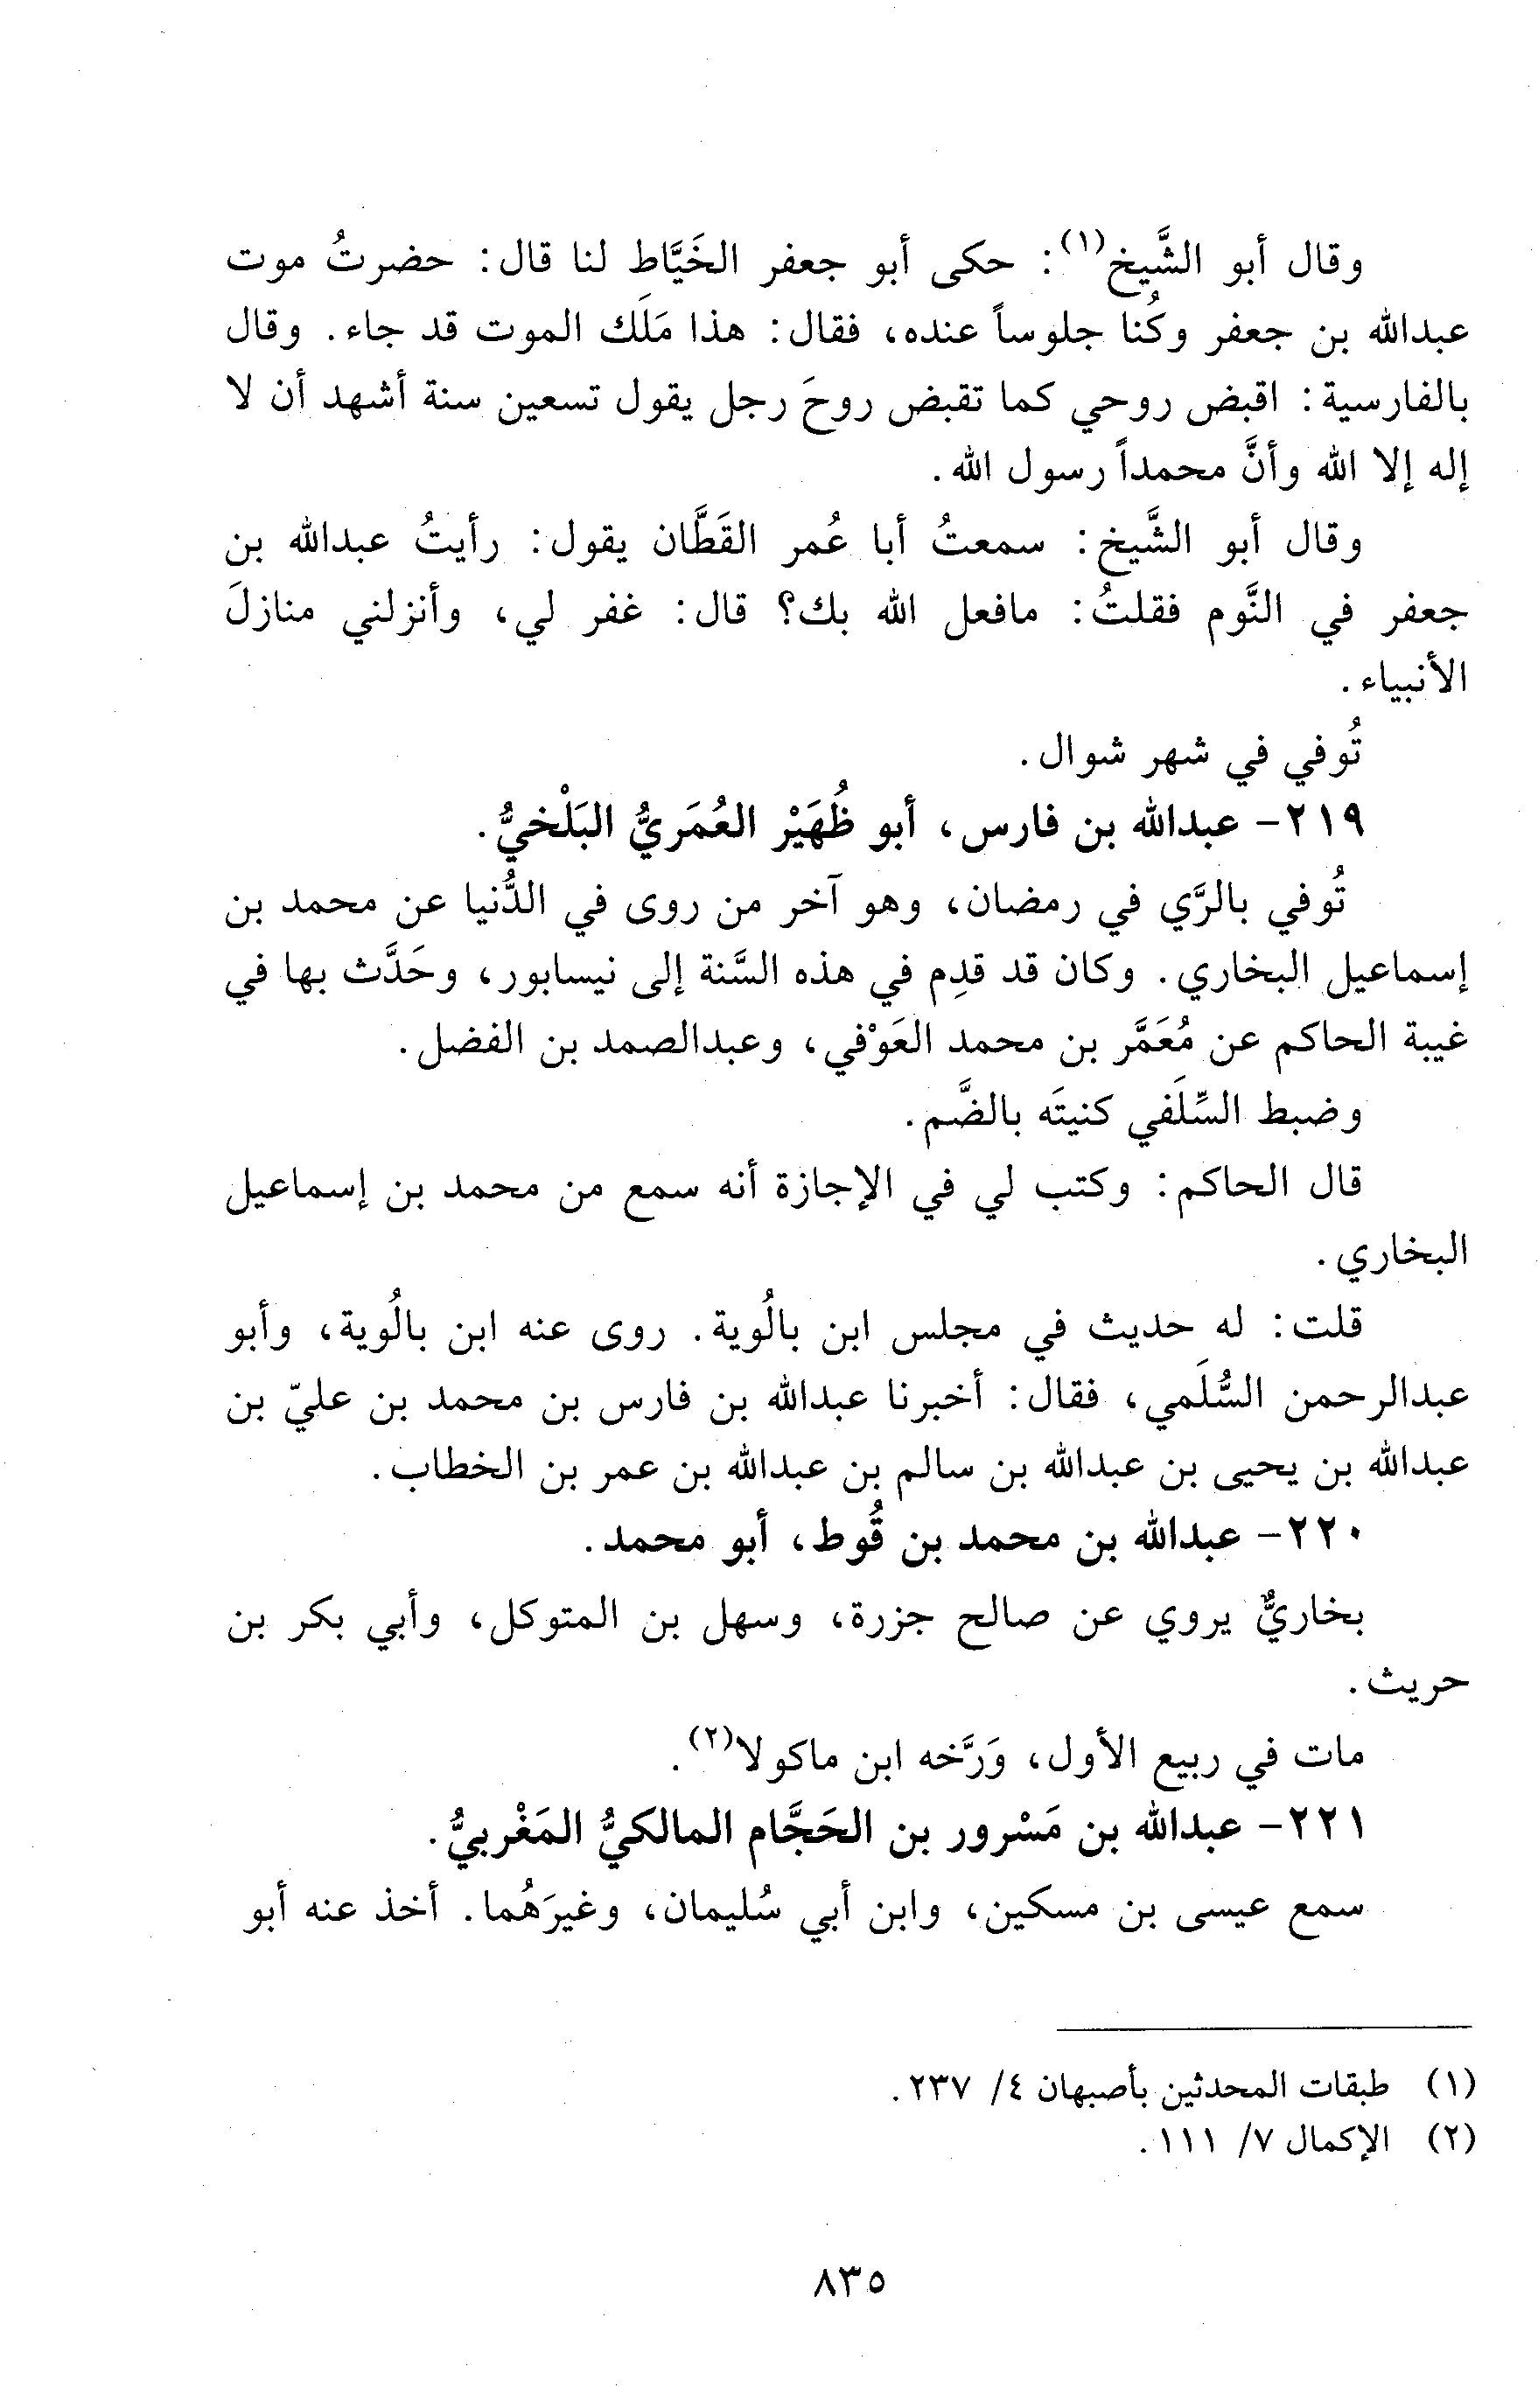 وقال أبو الشَّيخ(١): حكى أبو جعفر الخَيَّاط لنا قال: حضرتُ موت
عبدالله بن جعفر وكُنا جلوساً عنده، فقال: هذا مَلَك الموت قد جاء. وقال
بالفارسية: اقبض روحي كما تقبض روحَ رجل يقول تسعين سنة أشهد أن لا
إله إلا الله وأنَّ محمداً رسول الله.
وقال أبو الشَّيخ: سمعتُ أبا عُمر القَطَّان يقول: رأيتُ عبدالله بن
جعفر في النَّوم فقلتُ: مافعل الله بك؟ قال: غفر لي، وأنزلني منازلَ
الأنبياء.
تُوفي في شهر شوال.
٢١٩- عبدالله بن فارس، أبو ظُهَيْر العُمَريُّ البَلْخيُّ.
تُوفي بالرَّي في رمضان، وهو آخر من روى في الدُّنيا عن محمد بن
إسماعيل البخاري. وكان قد قدِم في هذه السَّنة إلى نيسابور، وحَدَّث بها في
غيبة الحاكم عن مُعَمَّر بن محمد العَوْفي، وعبدالصمد بن الفضل.
وضبط السِّلَفي كنيتَه بالضَّم.
قال الحاكم: وكتب لي في الإجازة أنه سمع من محمد بن إسماعيل
البخاري.
قلت: له حديث في مجلس ابن بالُوية. روى عنه ابن بالُوية، وأبو
عبدالرحمن السُّلَمي، فقال: أخبرنا عبدالله بن فارس بن محمد بن عليّ بن
عبدالله بن يحيى بن عبدالله بن سالم بن عبدالله بن عمر بن الخطاب.
٢٢٠- عبدالله بن محمد بن قُوط، أبو محمد.
بخاريٌّ يروي عن صالح جزرة، وسهل بن المتوكل، وأبي بكر بن
حريث.
مات في ربيع الأول، وَرَّخه ابن ماكولا(٢).
٢٢١- عبدالله بن مَسْرور بن الحَجَّام المالكيُّ المَغْربيُّ.
سمع عيسى بن مسكين، وابن أبي سُليمان، وغيرَهُما. أخذ عنه أبو
(١) طبقات المحدثين بأصبهان ٤/ ٢٣٧.
(٢) الإكمال ٧/ ١١١.
٨٣٥